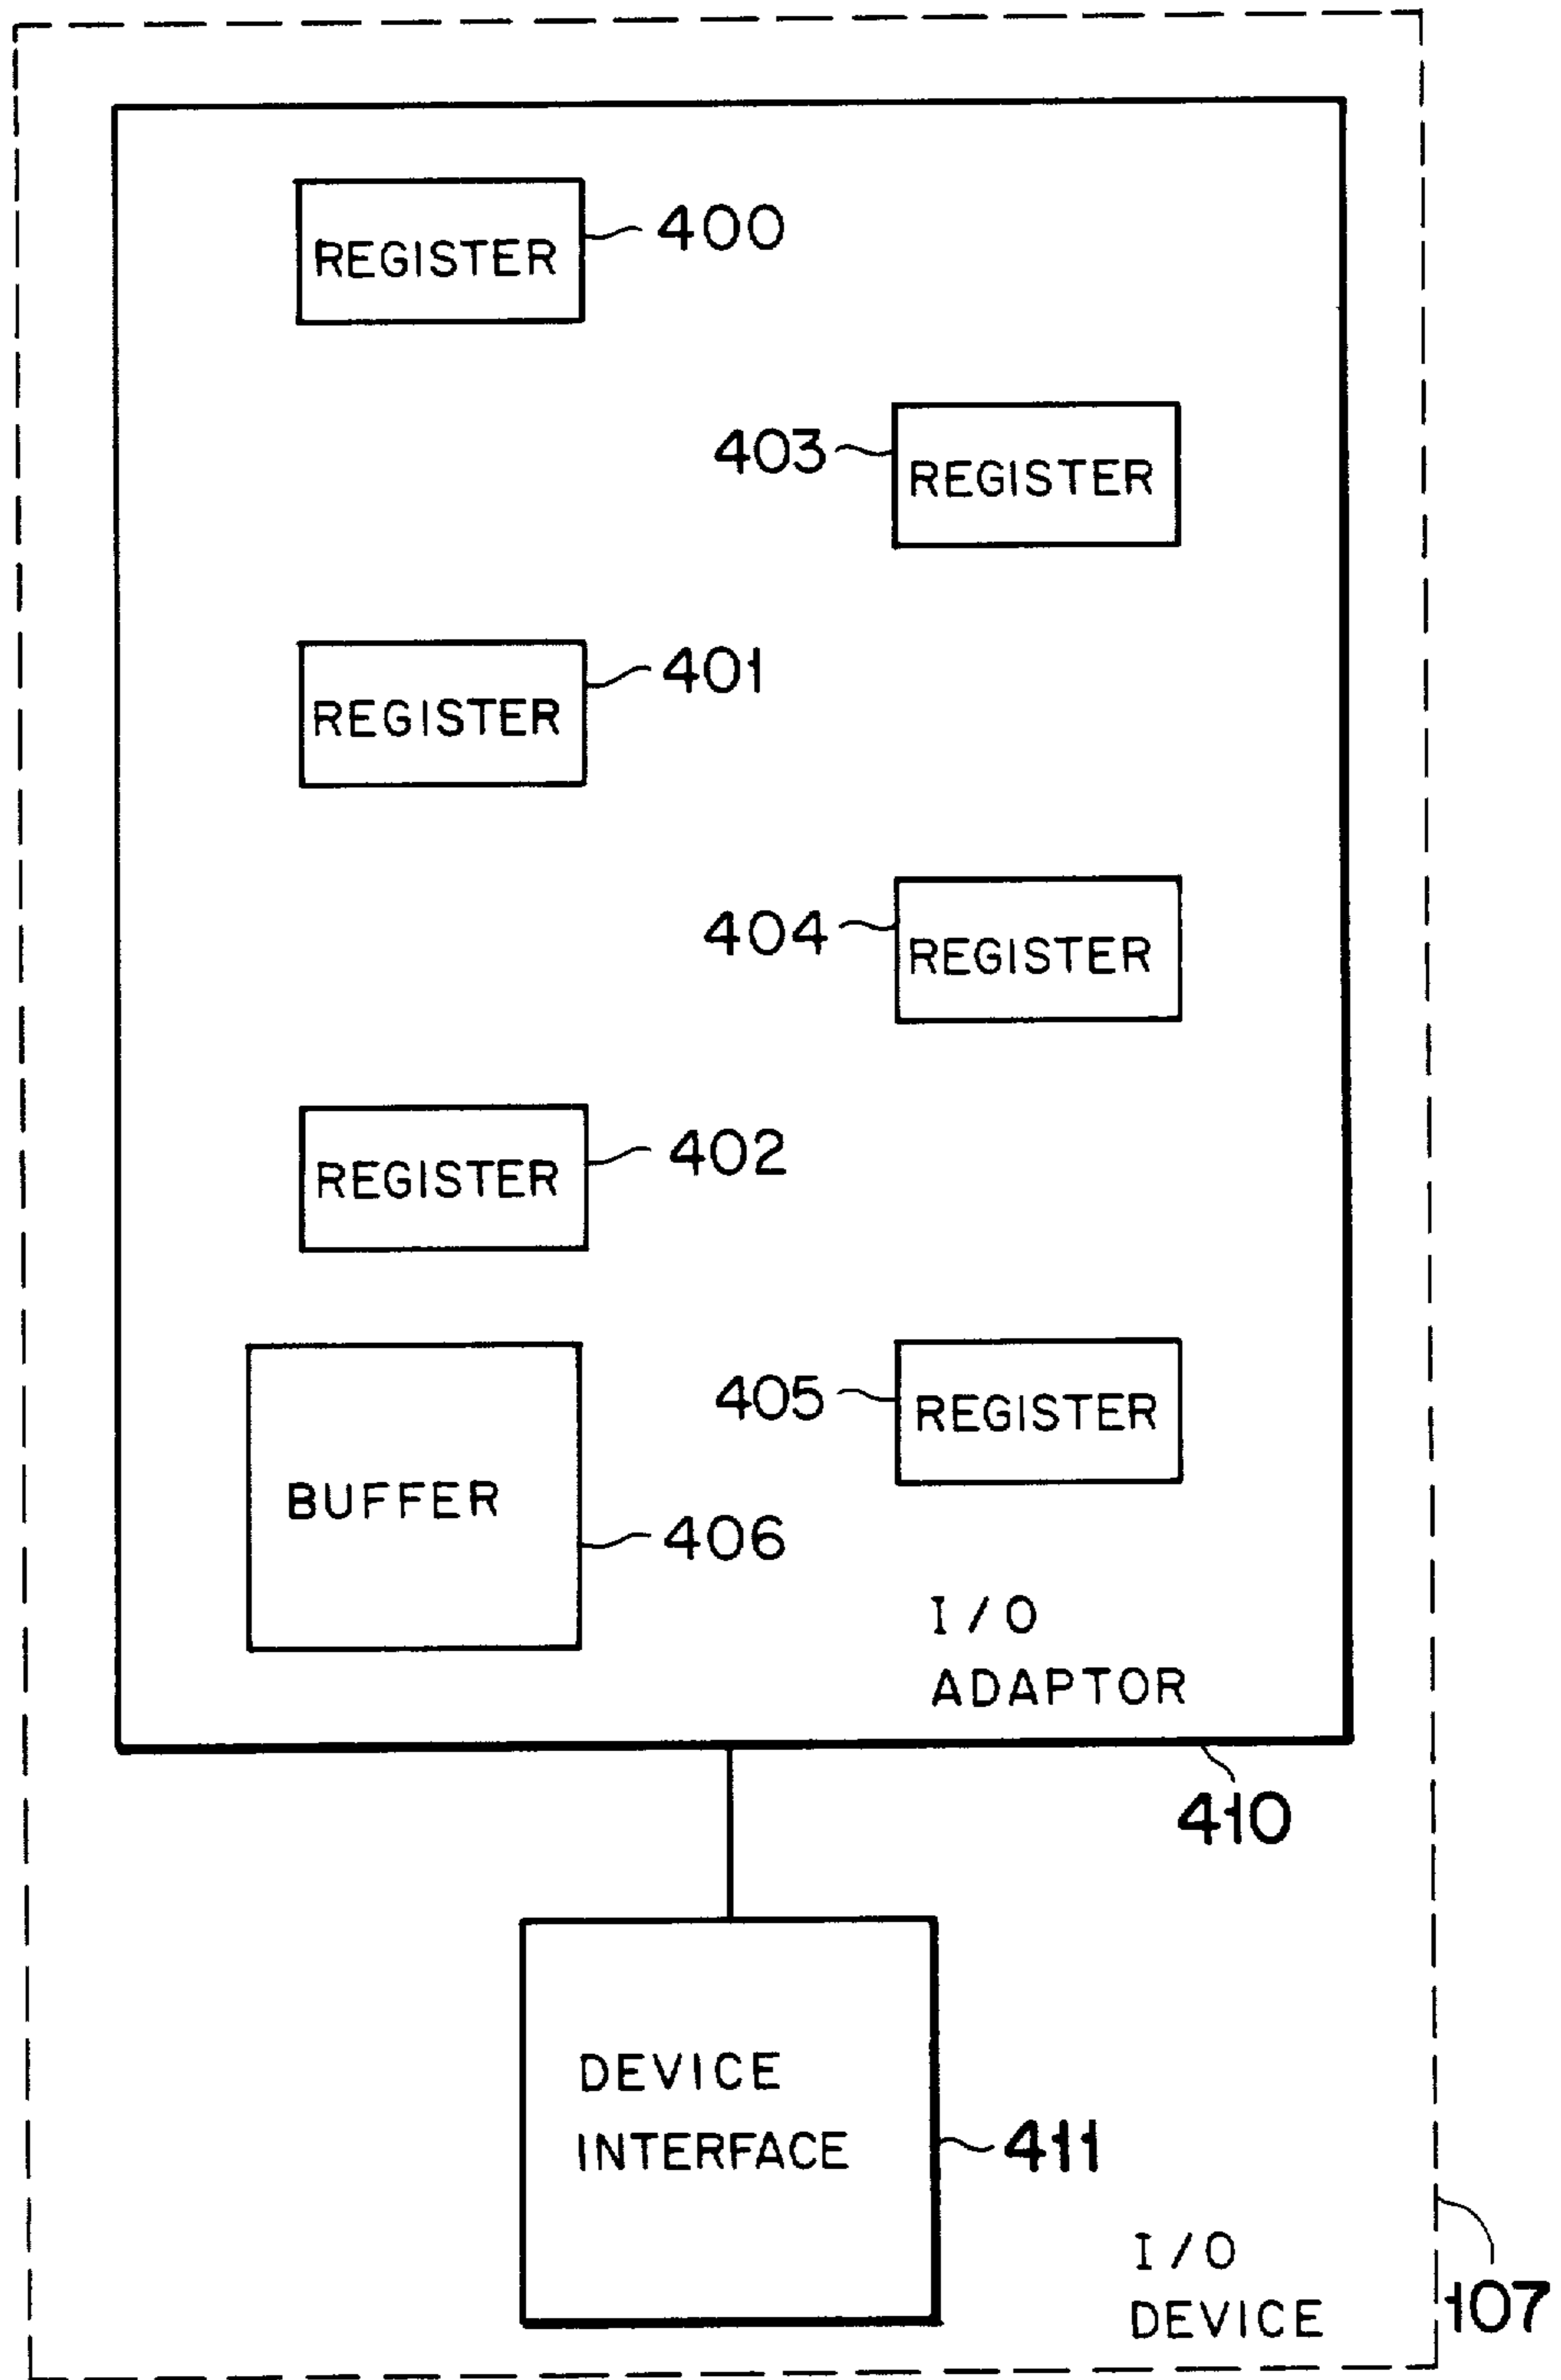 REGISTER 400
403 REGISTER
REGISTER 401
404 REGISTER
REGISTER 402
405 REGISTER
BUFFER
406
I/O
ADAPTOR
410
DEVICE
INTERFACE
411
I/O
DEVICE
107